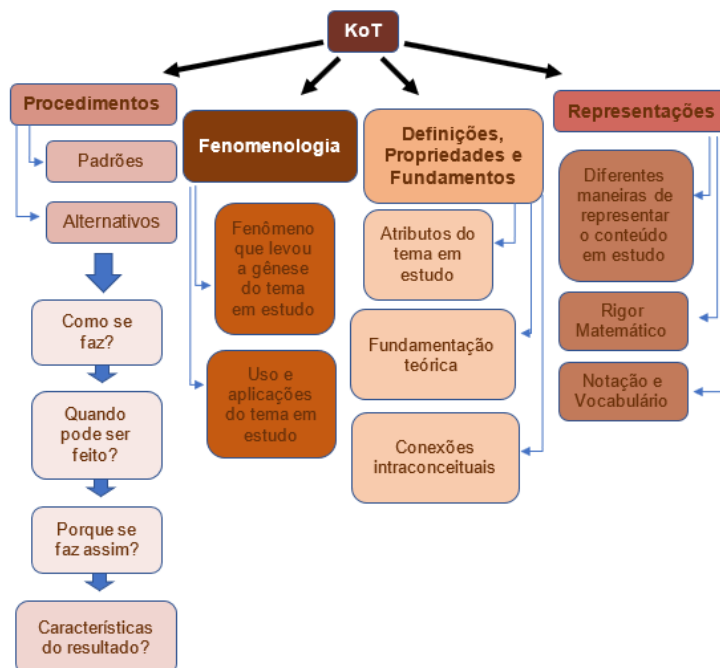 KoT
Procedimentos
Padrões
Alternativos
Como se
faz?
Quando
pode ser
feito?
Porque se
faz assim?
Características
do resultado?
Fenomenologia
Fenômeno
que levou
a gênese
do tema
em estudo
Uso e
aplicações
do tema em
estudo
Definições,
Propriedades e
Fundamentos
Atributos do
tema em
estudo
Fundamentação
teórica
Conexões
intraconceituais
Representações
Diferentes
maneiras de
representar
o conteúdo
em estudo
Rigor
Matemático
Notação e
Vocabulário